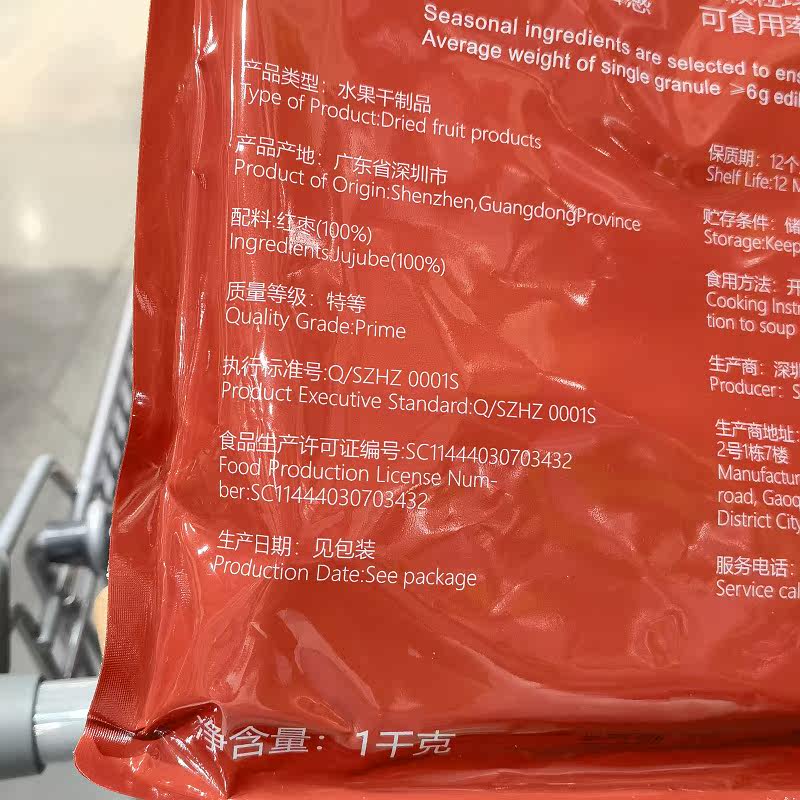 感
可食用率
Seasonal ingredients are selected to ens
Average weight of single granule ≥6g edil
产品类型：水果干制品
Type of Product:Dried fruit products
产品产地：广东省深圳市
Product of Origin:Shenzhen,GuangdongProvince
配料:红枣(100%)
Ingredients:Jujube(100%)
质量等级：特等
Quality Grade:Prime
执行标准号:Q/SZHZ 0001S
Product Executive Standard:Q/SZHZ 0001S
食品生产许可证编号:SC11444030703432
Food Production License Num-
ber:SC11444030703432
生产日期：见包装
Production Date:See package
净含量：1千克
保质期：12个
Shelf Life:12 M
贮存条件：储
Storage:Keep
食用方法：开
Cooking Instr
tion to soup
生产商：深圳
Producer：S
生产商地址：
2号1栋7楼
Manufactur
road, Gaoq
District City
服务电话：
Service cal